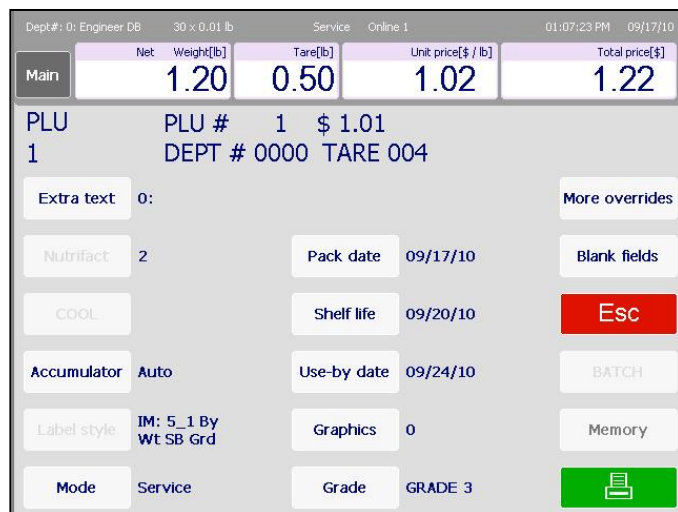 Dept#: 0: Engineer DB 30 x 0.01 lb Service Online 1 01:07:23 PM 09/17/10
Main
Net Weight[lb] Tare[lb] Unit price[$ / lb] Total price[$]
1.20 0.50 1.02 1.22
PLU PLU # 1 $ 1.01
1 DEPT # 0000 TARE 004
Extra text 0: More overrides
Nutrifact 2 Pack date 09/17/10 Blank fields
COOL Shelf life 09/20/10 Esc
Accumulator Auto Use-by date 09/24/10 BATCH
Label style IM: 5_1 By Wt SB Grd Graphics 0 Memory
Mode Service Grade GRADE 3